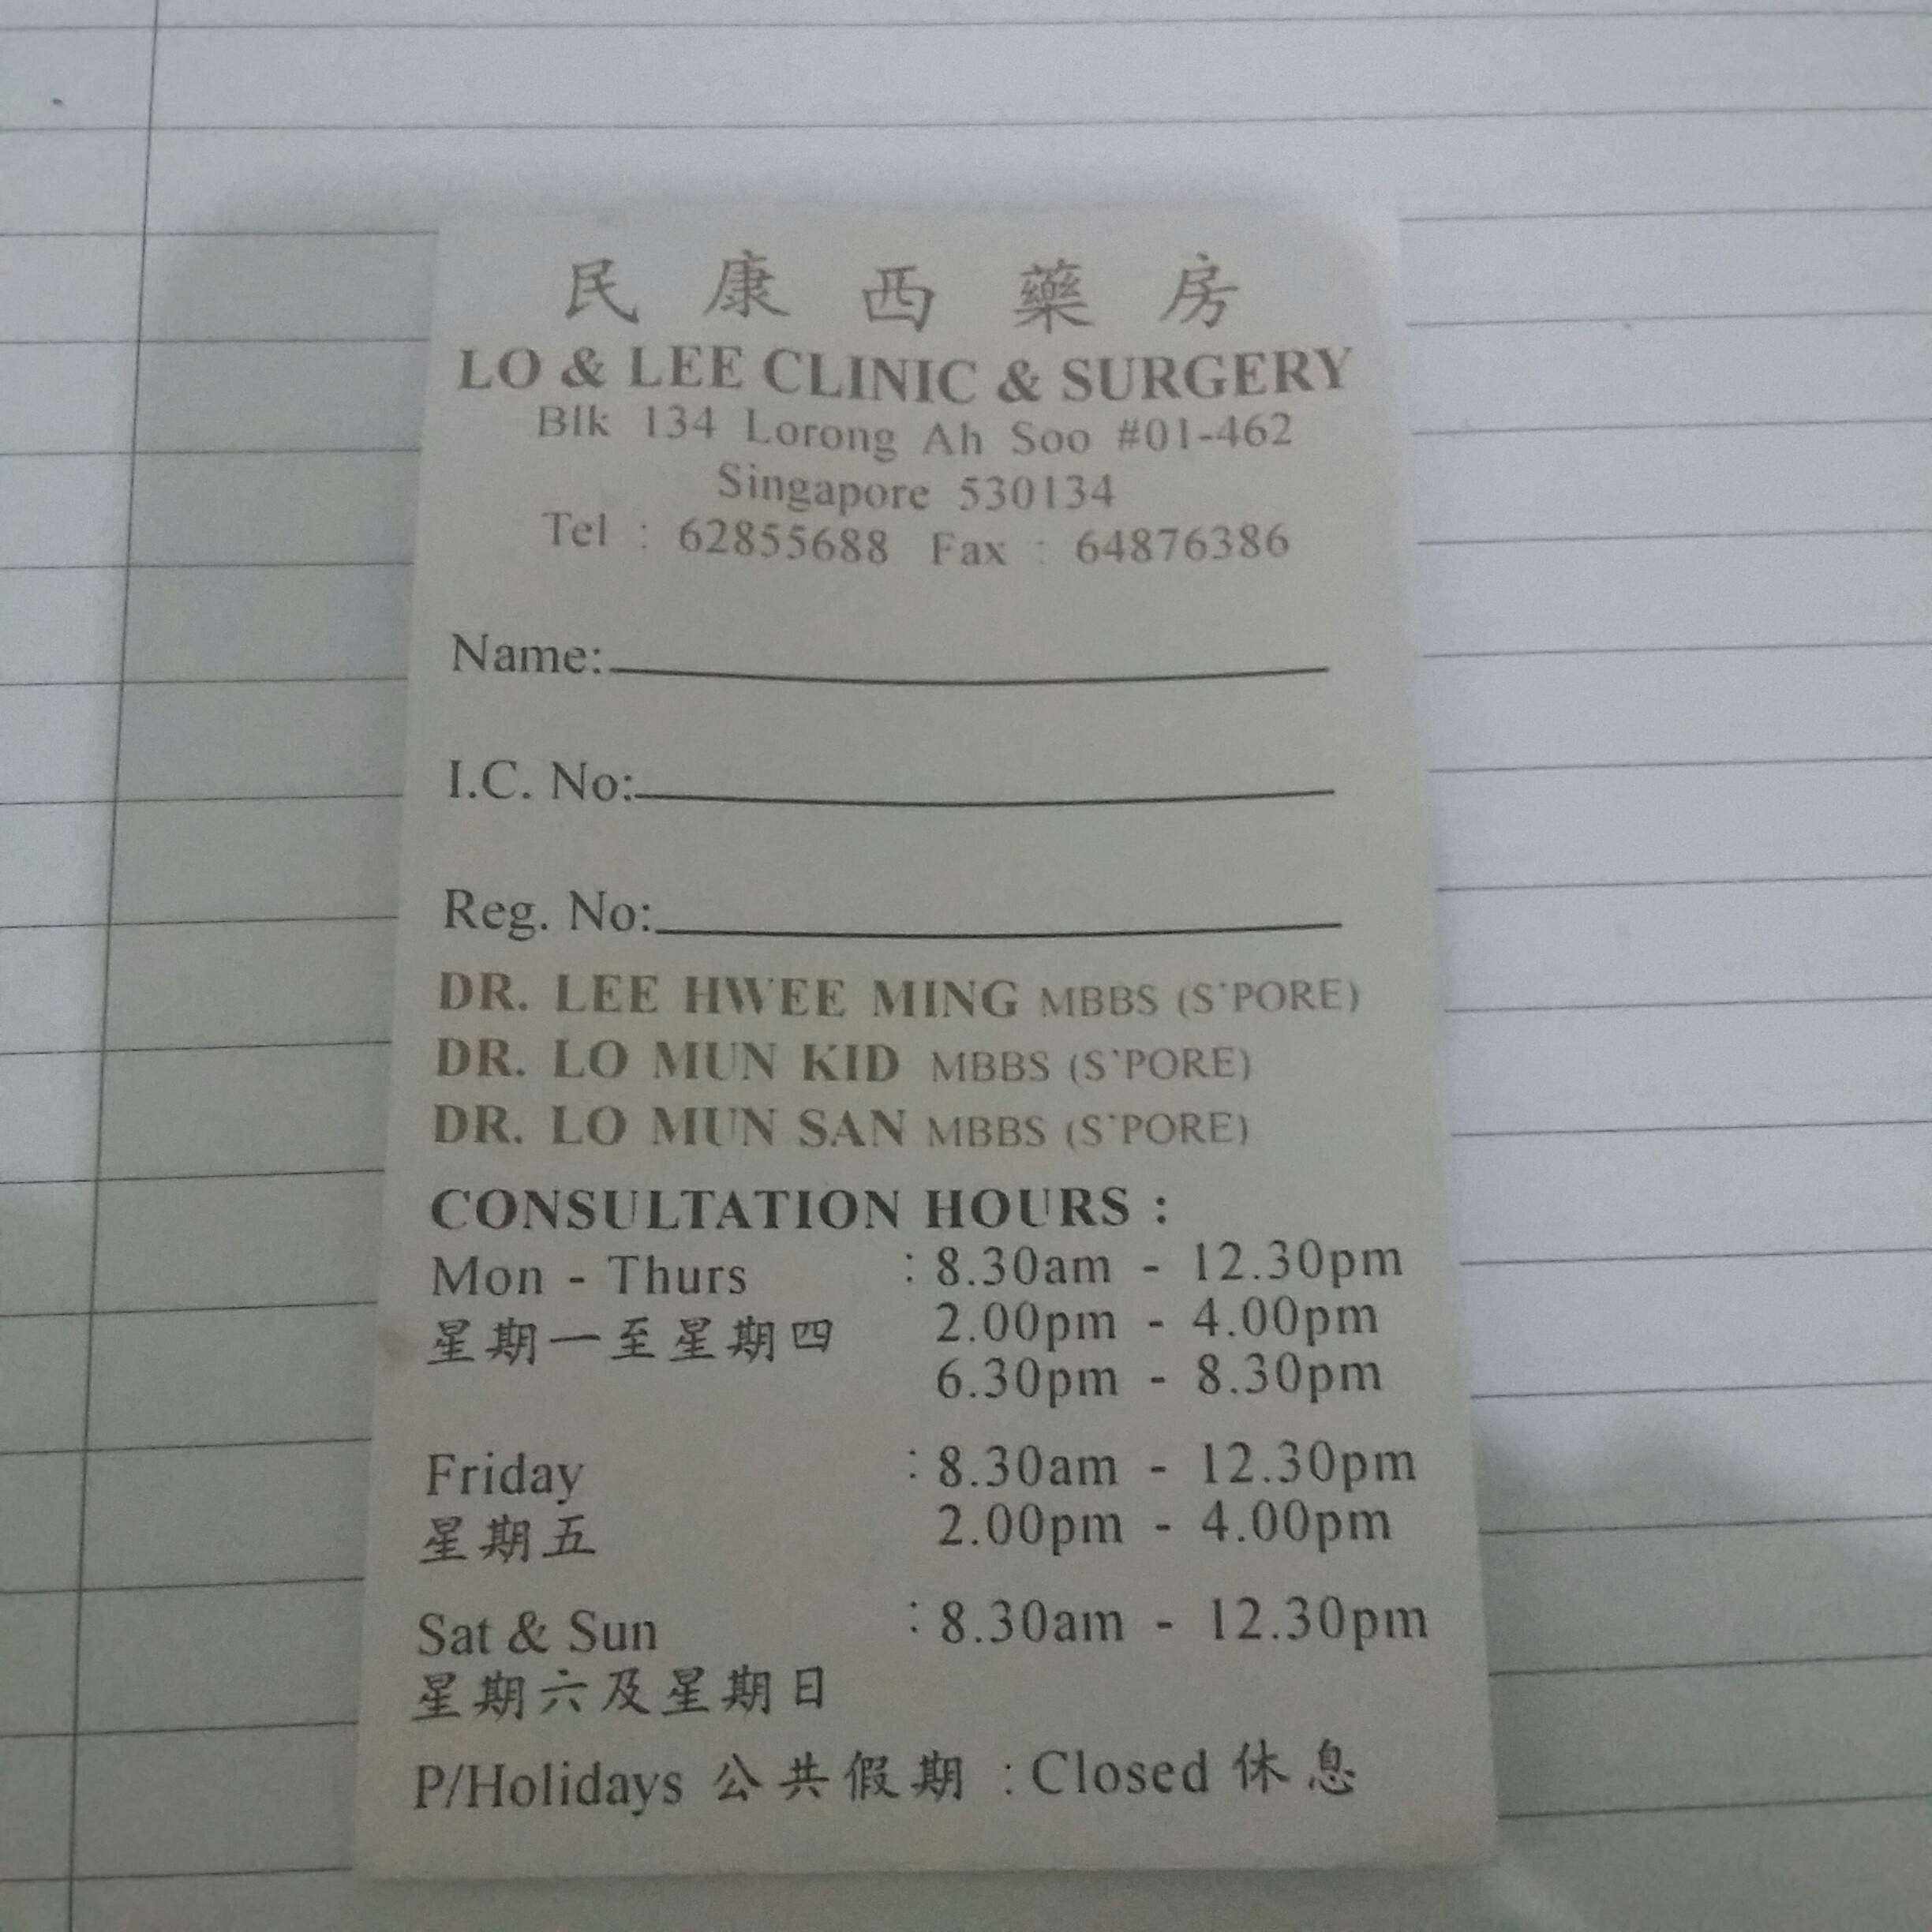 民康西藥房
LO & LEE CLINIC & SURGERY
Blk 134 Lorong Ah Soo #01-462
Singapore 530134
Tel : 62855688 Fax : 64876386
Name:
I.C. No:
Reg. No:
DR. LEE HWEE MING MBBS (S'PORE)
DR. LO MUN KID MBBS (S'PORE)
DR. LO MUN SAN MBBS (S'PORE)
CONSULTATION HOURS :
Mon - Thurs : 8.30am - 12.30pm
星期一至星期四 2.00pm - 4.00pm
6.30pm - 8.30pm
Friday : 8.30am - 12.30pm
星期五 2.00pm - 4.00pm
Sat & Sun : 8.30am - 12.30pm
星期六及星期日
P/Holidays 公共假期 : Closed 休息